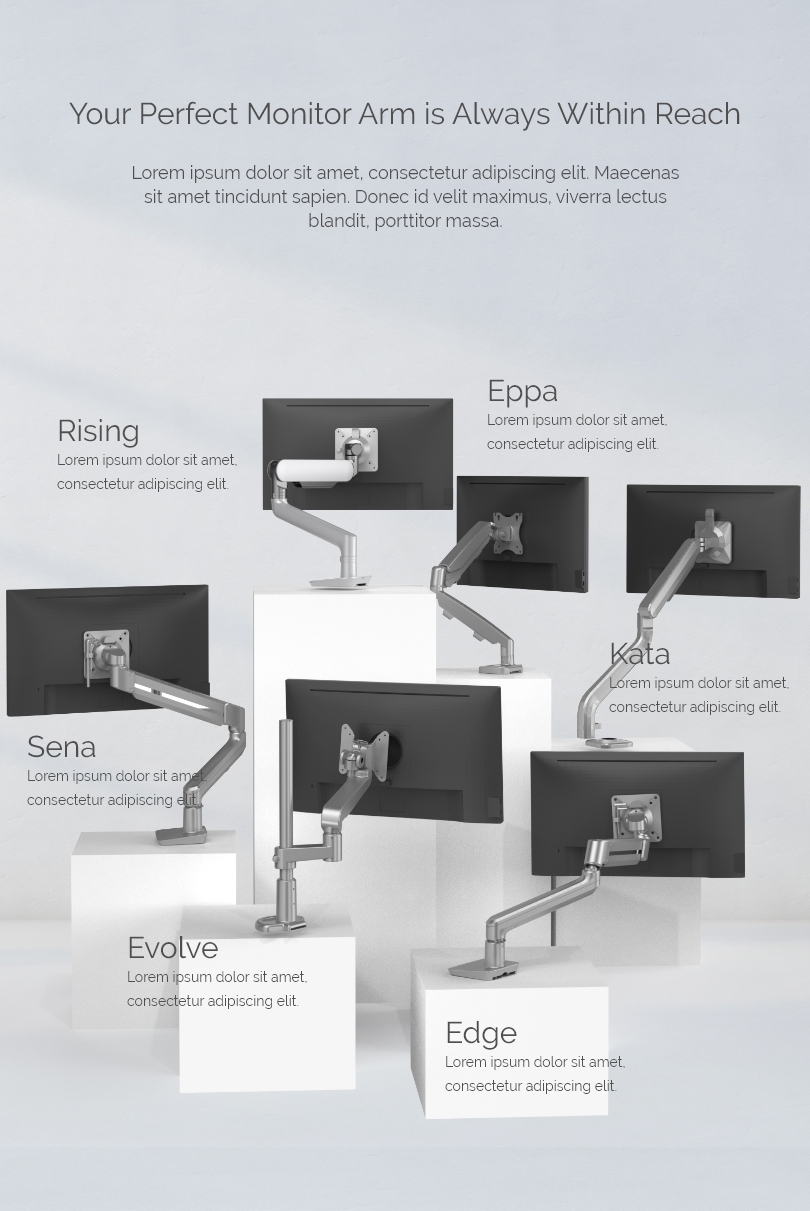 Your Perfect Monitor Arm is Always Within Reach
Lorem ipsum dolor sit amet, consectetur adipiscing elit. Maecenas
sit amet tincidunt sapien. Donec id velit maximus, viverra lectus
blandit, porttitor massa.
Eppa
Lorem ipsum dolor sit amet,
consectetur adipiscing elit.
Rising
Lorem ipsum dolor sit amet,
consectetur adipiscing elit.
Kata
Lorem ipsum dolor sit amet,
consectetur adipiscing elit.
Sena
Lorem ipsum dolor sit amet,
consectetur adipiscing elit.
Evolve
Lorem ipsum dolor sit amet,
consectetur adipiscing elit.
Edge
Lorem ipsum dolor sit amet,
consectetur adipiscing elit.